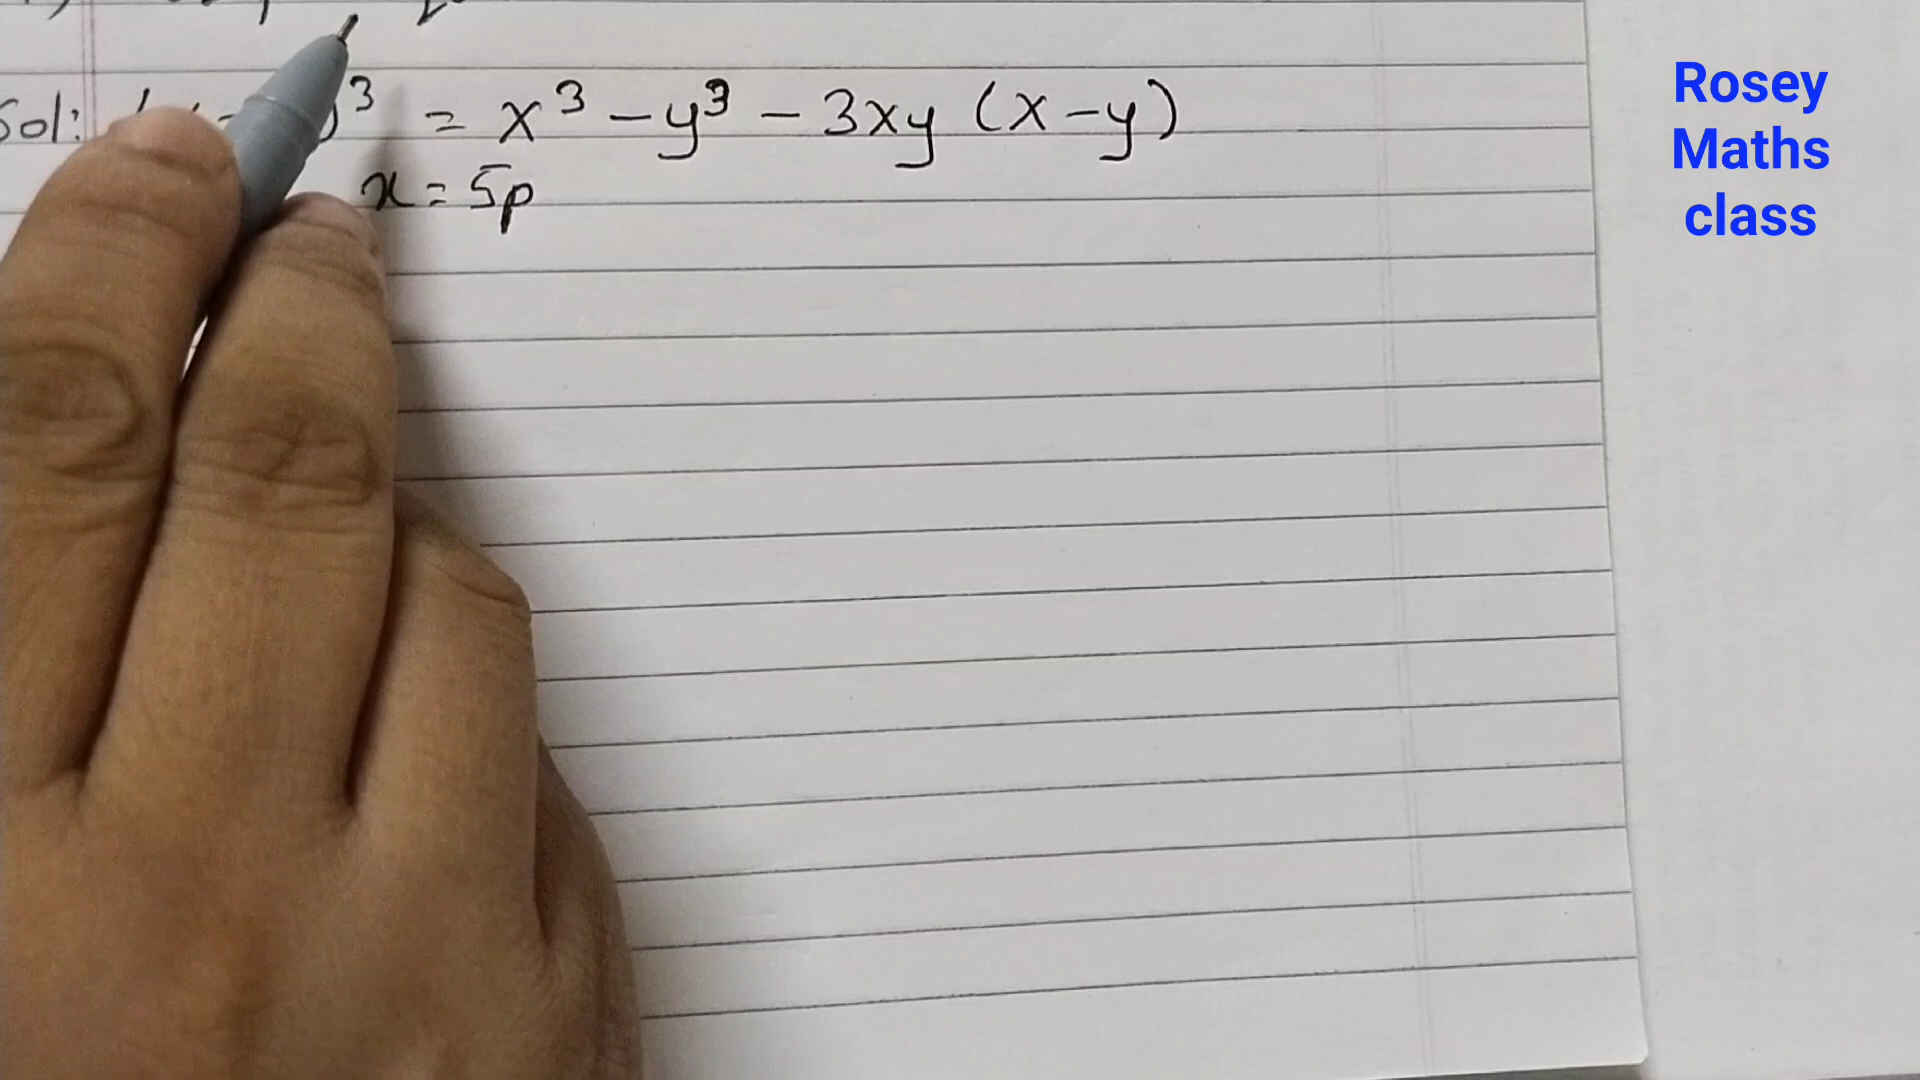 Sol: 3 = x³ - y³ - 3xy (x-y)
x = 5p
Rosey
Maths
class